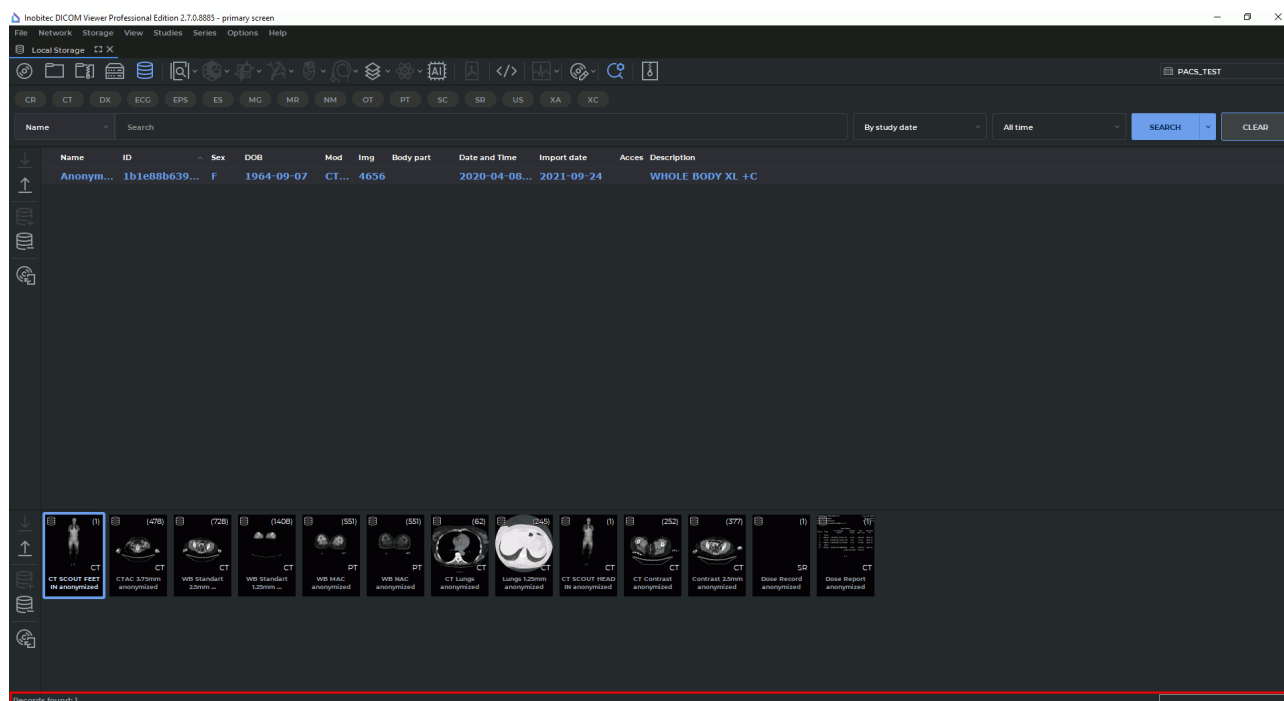 Inobitec DICOM Viewer Professional Edition 2.7.0.8885 - primary screen
File Network Storage View Studies Series Options Help
Local Storage
AI </> PACS_TEST
CR CT DX ECG EPS ES MG MR NM OT PT SC SR US XA XC
Name Search By study date All time SEARCH CLEAR
Name ID Sex DOB Mod Img Body part Date and Time Import date Acces Description
Anonym... 1b1e88b639... F 1964-09-07 CT... 4656 2020-04-08... 2021-09-24 WHOLE BODY XL +C
(1) (478) (728) (1408) (551) (551) (62) (245) (1) (252) (377) (1) (1)
CT CT CT CT PT PT CT CT CT CT CT SR CT
CT SCOUT FEET CTAC 3.75mm WB Standart WB Standart WB MAC WB NAC CT Lungs Lungs 1.25mm CT SCOUT HEAD CT Contrast Contrast 2.5mm Dose Record Dose Report
IN anonymized anonymized 2.5mm ... 1.25mm ... anonymized anonymized anonymized anonymized IN anonymized anonymized anonymized anonymized anonymized
Records found: 1